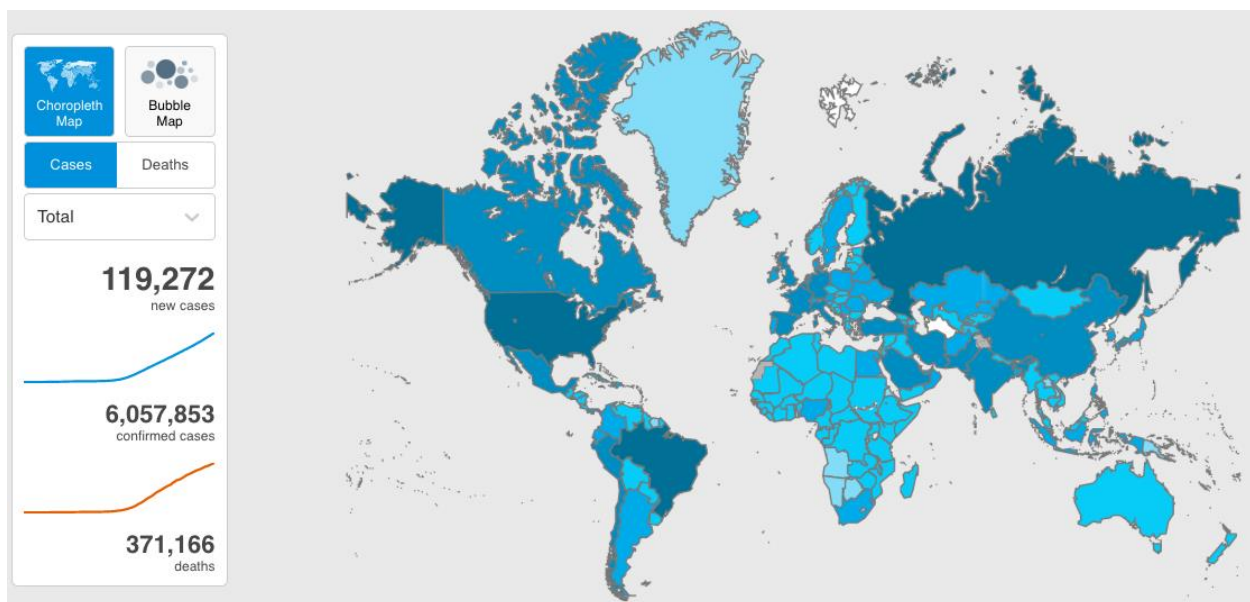 Choropleth
Map
Bubble
Map
Cases
Deaths
Total
119,272
new cases
6,057,853
confirmed cases
371,166
deaths